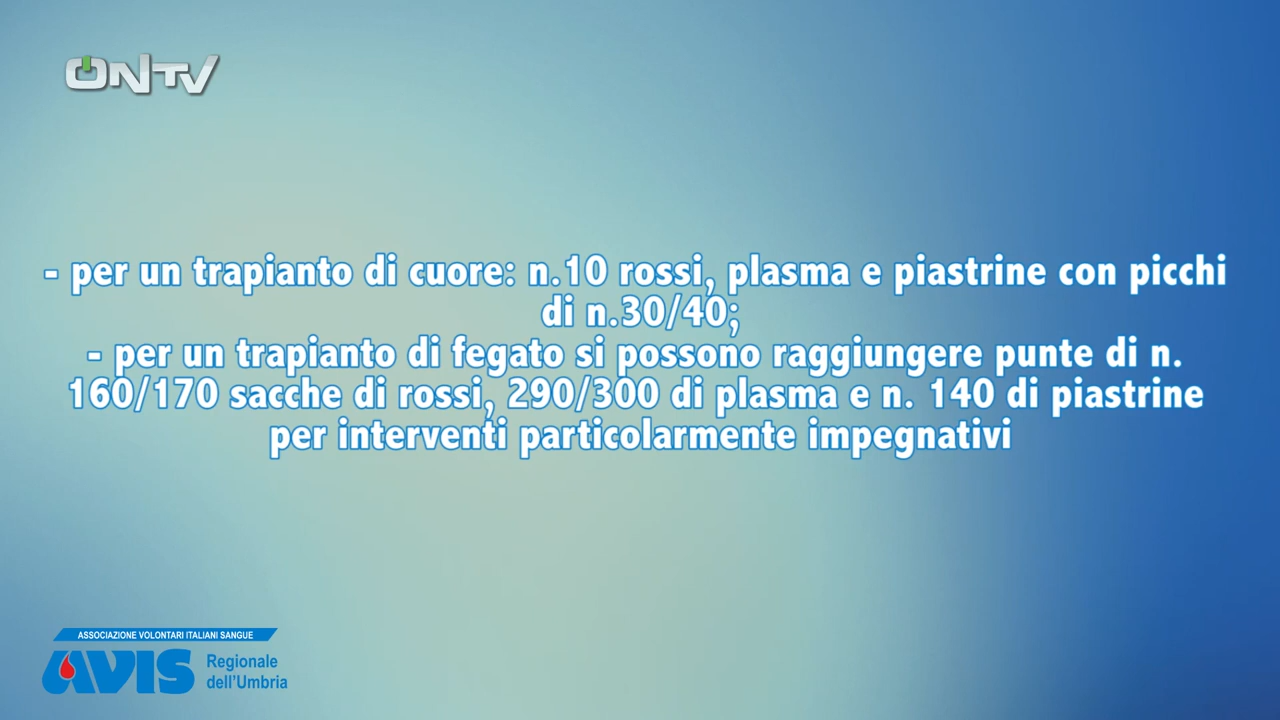 ONTV
- per un trapianto di cuore: n.10 rossi, plasma e piastrine con picchi
di n.30/40;
- per un trapianto di fegato si possono raggiungere punte di n.
160/170 sacche di rossi, 290/300 di plasma e n. 140 di piastrine
per interventi particolarmente impegnativi
ASSOCIAZIONE VOLONTARI ITALIANI SANGUE
AVIS
Regionale
dell'Umbria